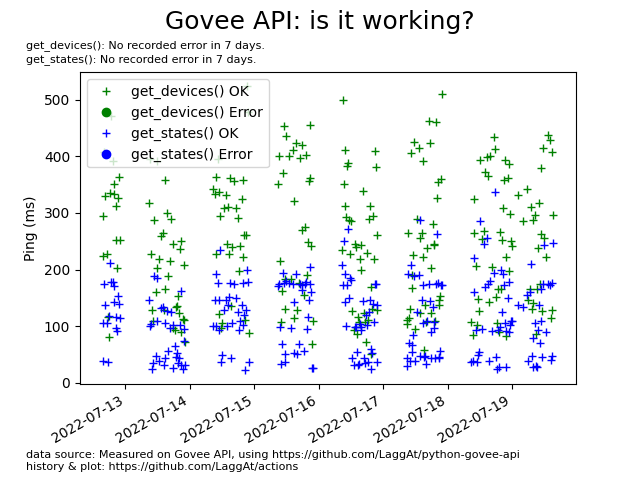 Govee API: is it working?
get_devices(): No recorded error in 7 days.
get_states(): No recorded error in 7 days.
get_devices() OK
get_devices() Error
get_states() OK
get_states() Error
500
400
300
200
100
0
Ping (ms)
2022-07-13
2022-07-14
2022-07-15
2022-07-16
2022-07-17
2022-07-18
2022-07-19
data source: Measured on Govee API, using https://github.com/LaggAt/python-govee-api
history & plot: https://github.com/LaggAt/actions